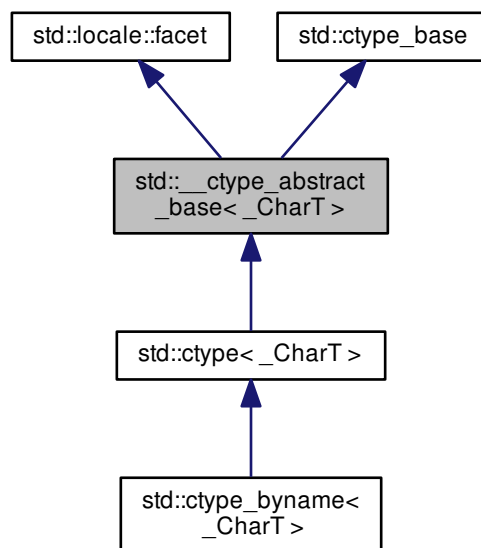 std::locale::facet
std::ctype_base
std::__ctype_abstract
_base< _CharT >
std::ctype< _CharT >
std::ctype_byname<
_CharT >